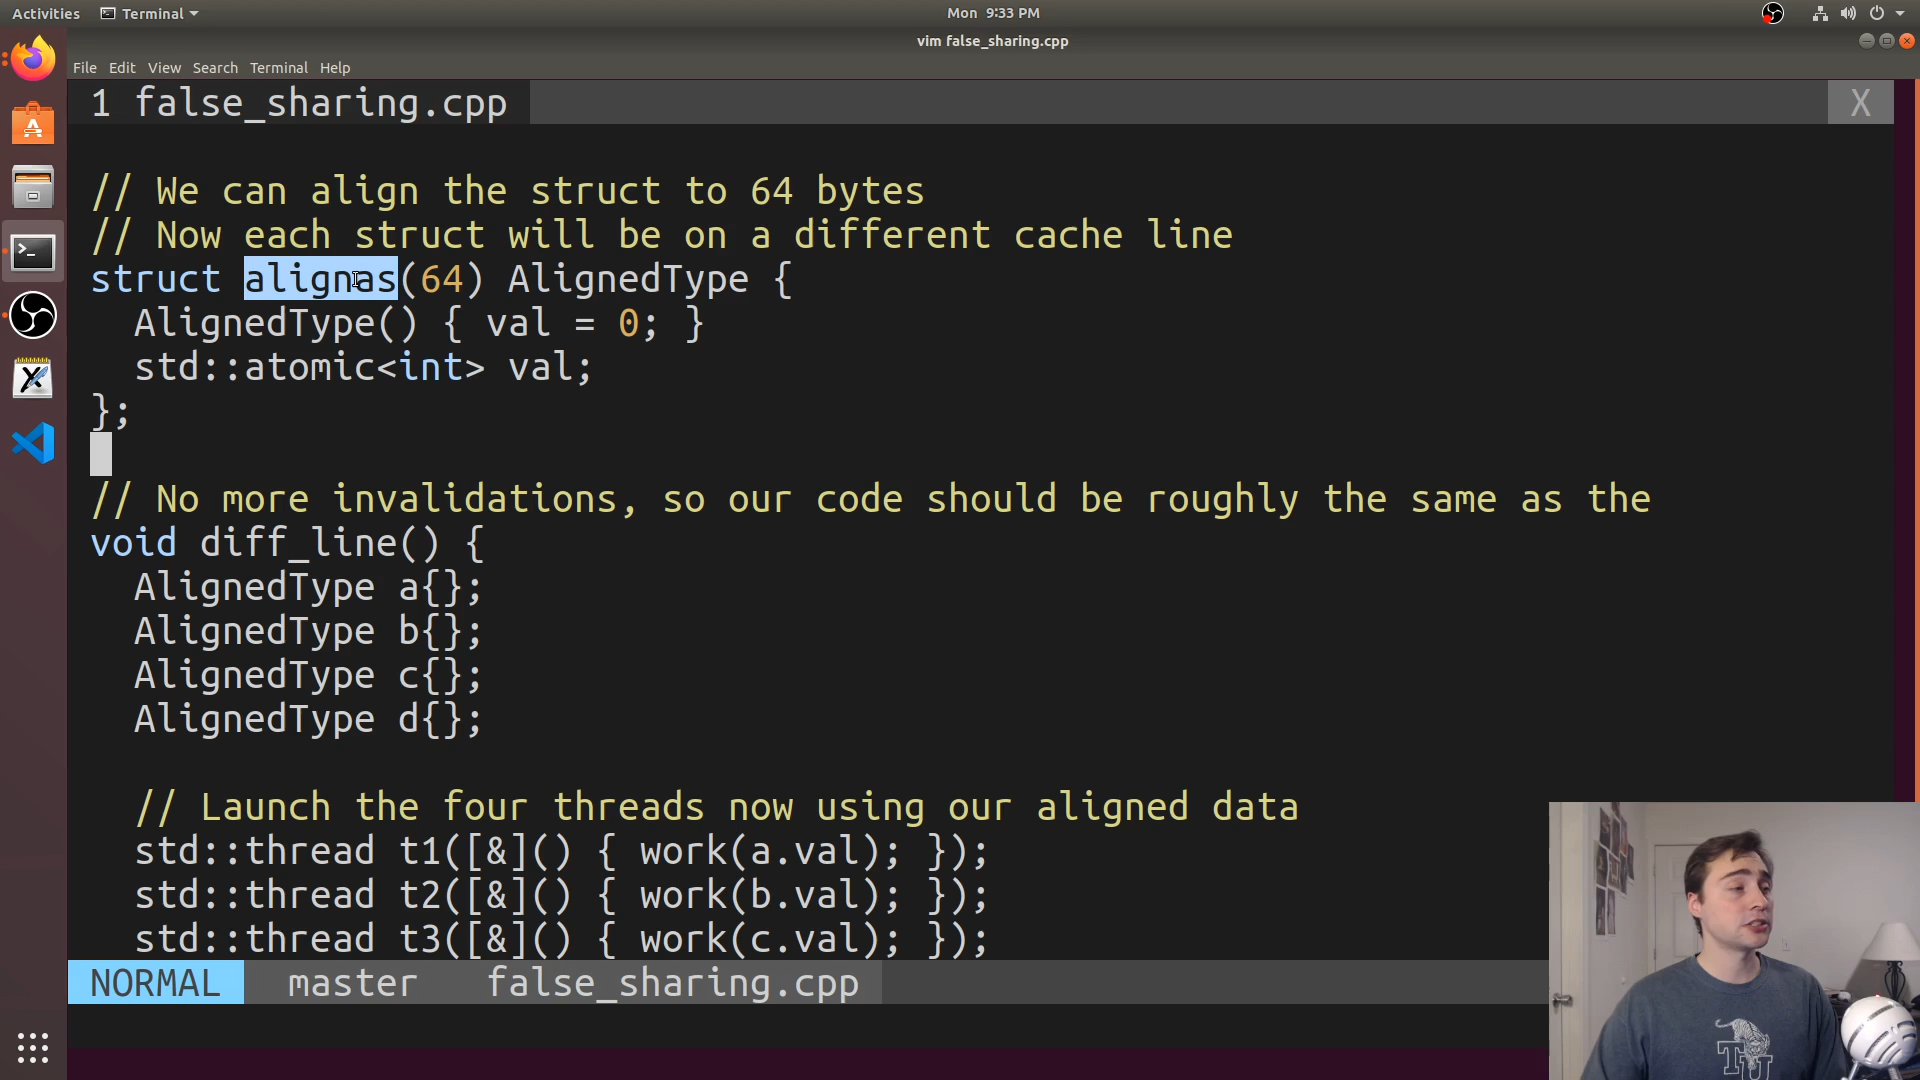 Activities Terminal Mon 9:33 PM
vim false_sharing.cpp
File Edit View Search Terminal Help
1 false_sharing.cpp X
// We can align the struct to 64 bytes
// Now each struct will be on a different cache line
struct alignas(64) AlignedType {
AlignedType() { val = 0; }
std::atomic<int> val;
};
// No more invalidations, so our code should be roughly the same as the
void diff_line() {
AlignedType a{};
AlignedType b{};
AlignedType c{};
AlignedType d{};
// Launch the four threads now using our aligned data
std::thread t1([&]() { work(a.val); });
std::thread t2([&]() { work(b.val); });
std::thread t3([&]() { work(c.val); });
NORMAL master false_sharing.cpp
TU